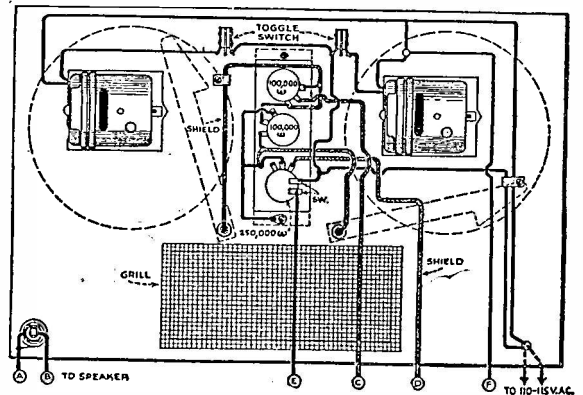 TOGGLE
SWITCH
100,000
ω
100,000
ω
SHIELD
SW.
250,000 ω
GRILL
SHIELD
A B TO SPEAKER
E C D F
TO 110-115 V. A.C.